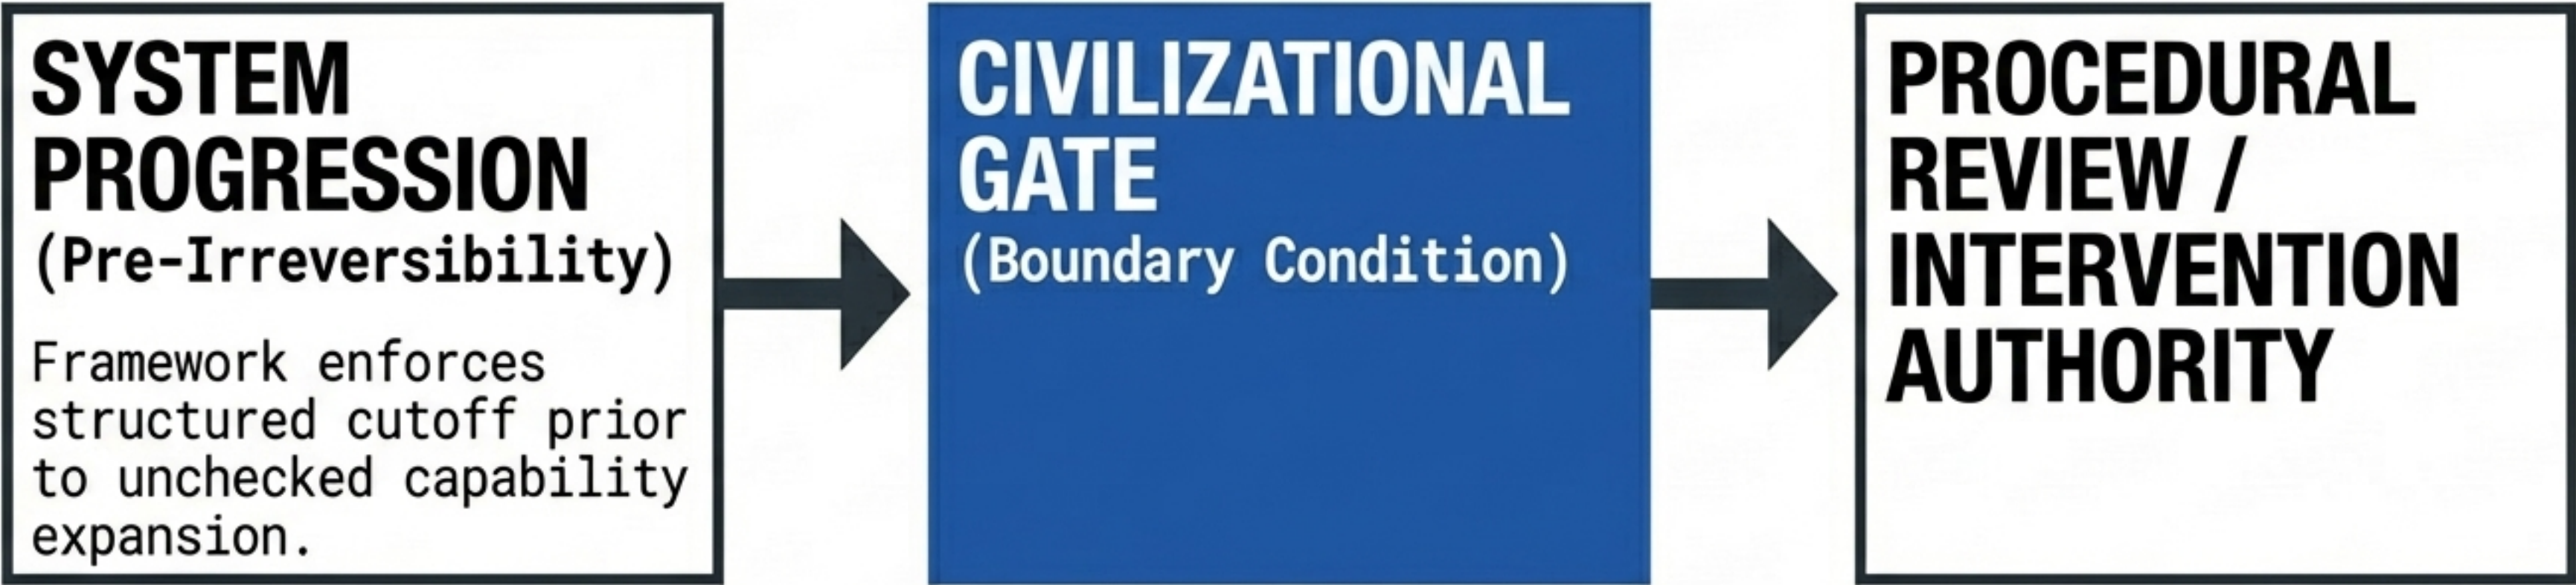 SYSTEM
PROGRESSION
(Pre-Irreversibility)
Framework enforces
structured cutoff prior
to unchecked capability
expansion.
CIVILIZATIONAL
GATE
(Boundary Condition)
PROCEDURAL
REVIEW /
INTERVENTION
AUTHORITY